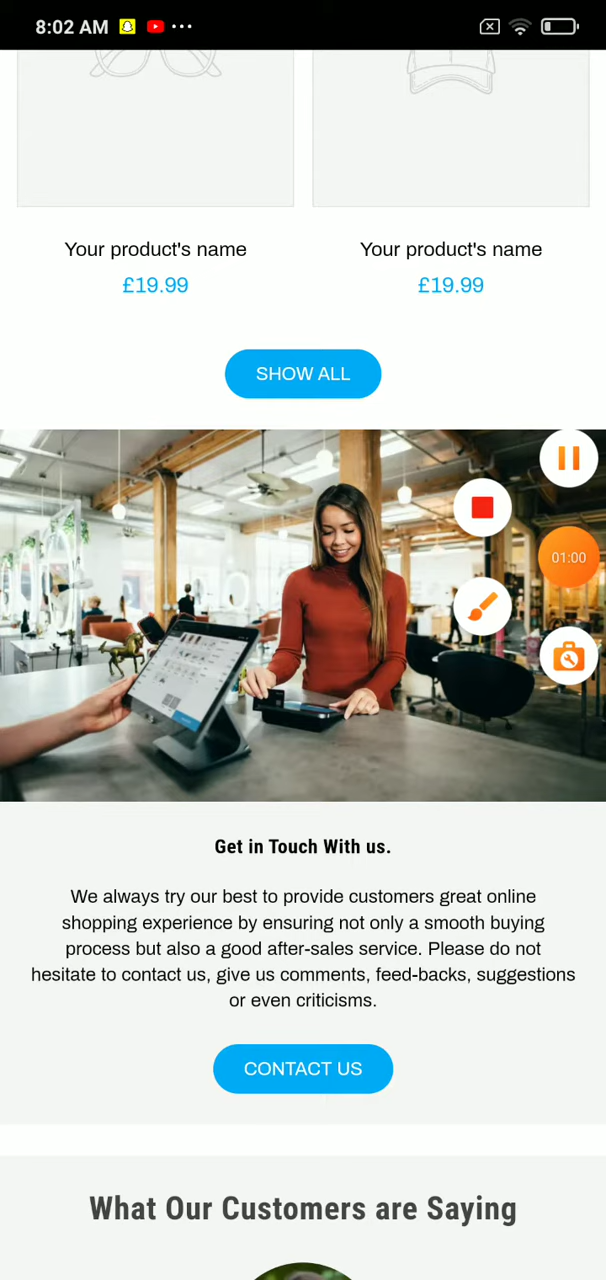 8:02 AM
Your product's name
Your product's name
£19.99
£19.99
SHOW ALL
01:00
Get in Touch With us.
We always try our best to provide customers great online
shopping experience by ensuring not only a smooth buying
process but also a good after-sales service. Please do not
hesitate to contact us, give us comments, feed-backs, suggestions
or even criticisms.
CONTACT US
What Our Customers are Saying